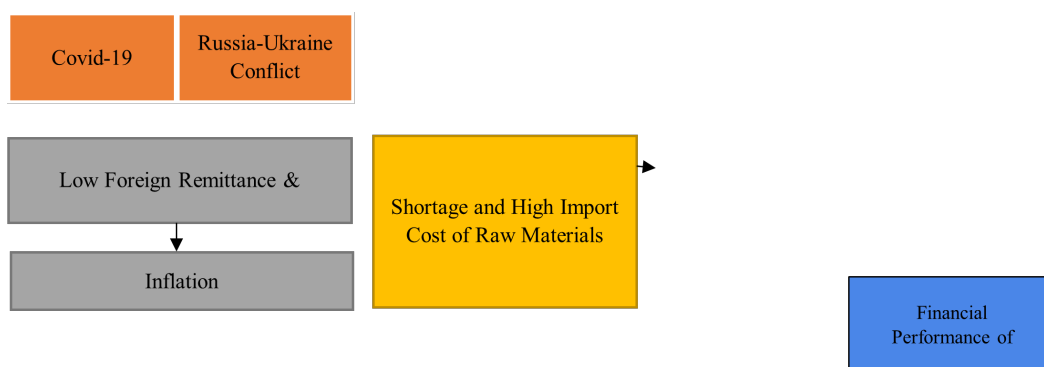 Covid-19
Russia-Ukraine
Conflict
Low Foreign Remittance &
Inflation
Shortage and High Import
Cost of Raw Materials
Financial
Performance of